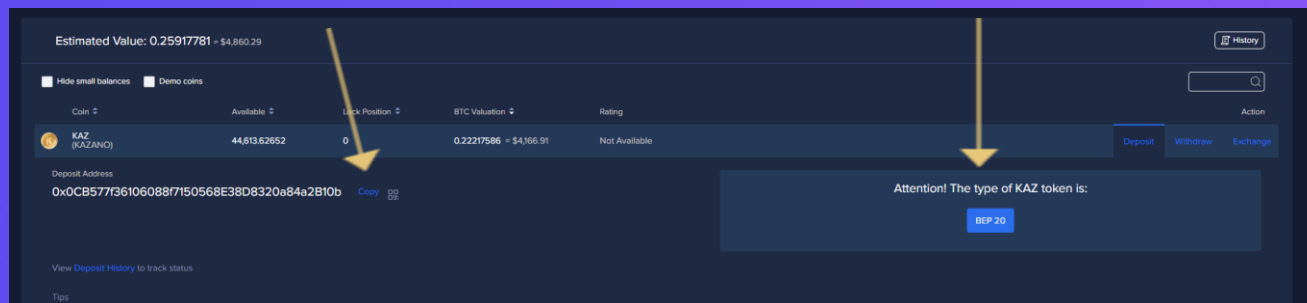 Estimated Value: 0.25917781 ≈ $4,860.29
History
Hide small balances Demo coins
Coin Available Lock Position BTC Valuation Rating Action
KAZ
(KAZANO) 44,613.62652 0 0.22217586 ≈ $4,166.91 Not Available Deposit Withdraw Exchange
Deposit Address
0x0CB577f36106088f7150568E38D8320a84a2B10b Copy
Attention! The type of KAZ token is:
BEP 20
View Deposit History to track status
Tips